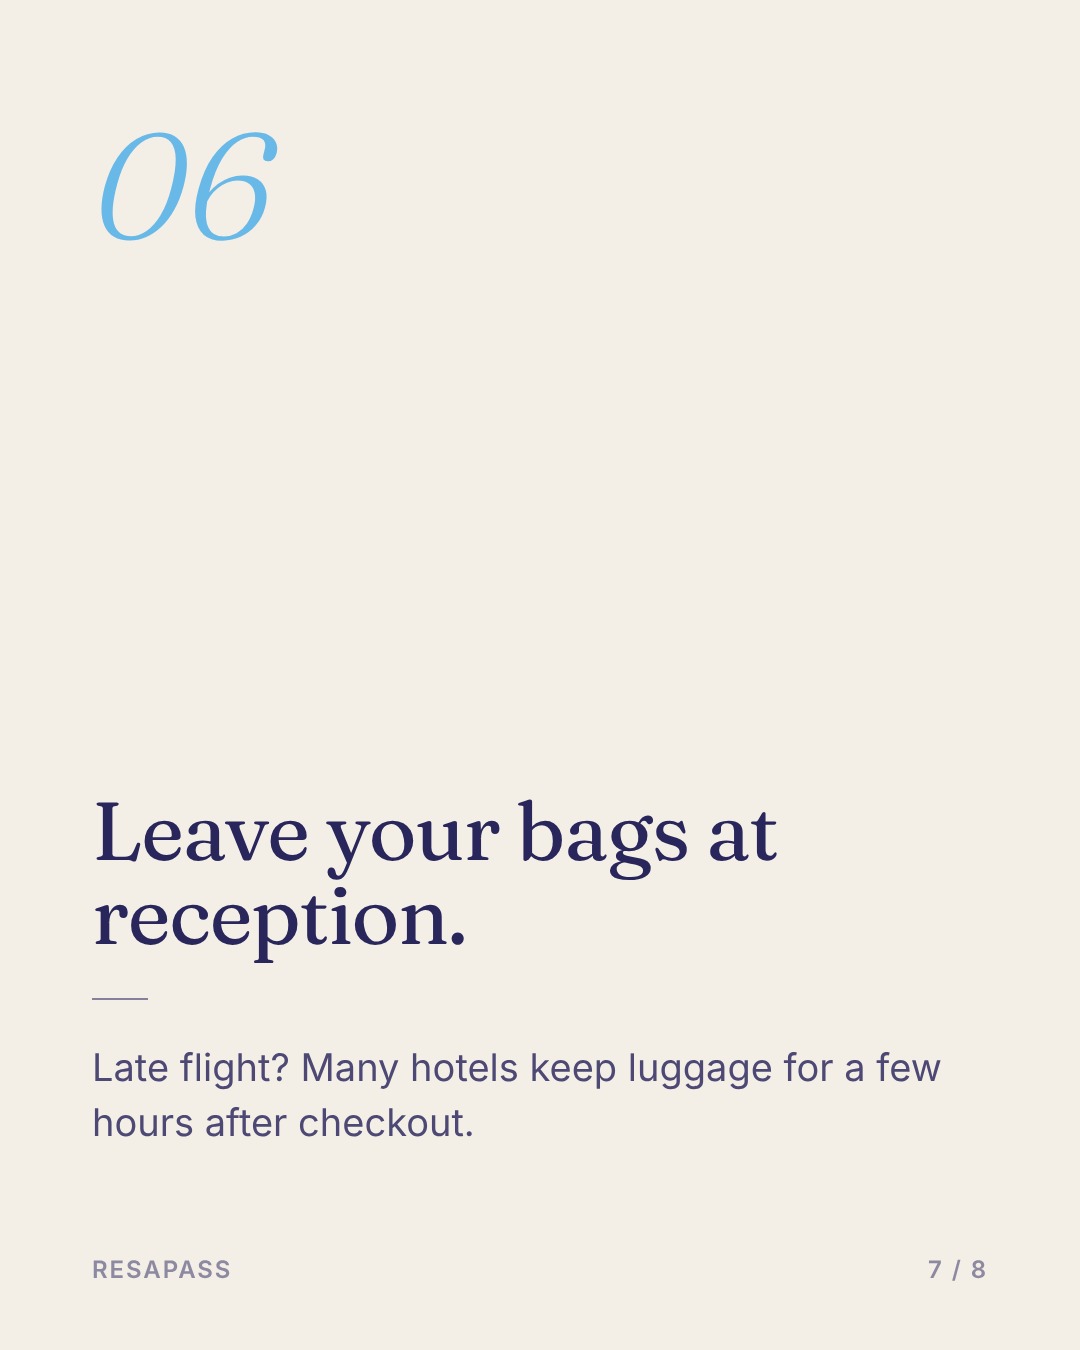 06
Leave your bags at
reception.
Late flight? Many hotels keep luggage for a few
hours after checkout.
RESAPASS
7 / 8